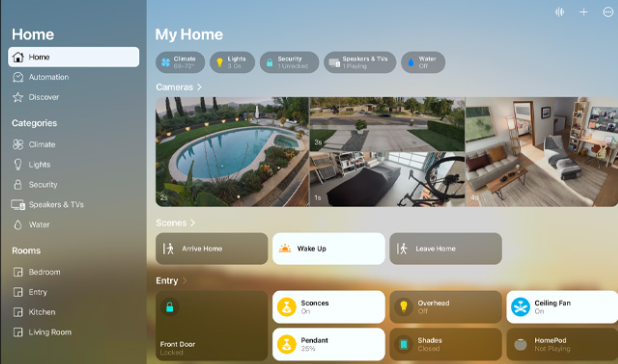 Home
Home
Automation
Discover
Categories
Climate
Lights
Security
Speakers & TVs
Water
Rooms
Bedroom
Entry
Kitchen
Living Room
My Home
Climate
68-72°
Lights
3 On
Security
1 Unlocked
Speakers & TVs
1 Playing
Water
Off
Cameras >
2s
3s
1s
4s
Scenes >
Arrive Home
Wake Up
Leave Home
Entry >
Front Door
Locked
Sconces
On
Overhead
Off
Ceiling Fan
On
Pendant
26%
Shades
Closed
HomePod
Not Playing